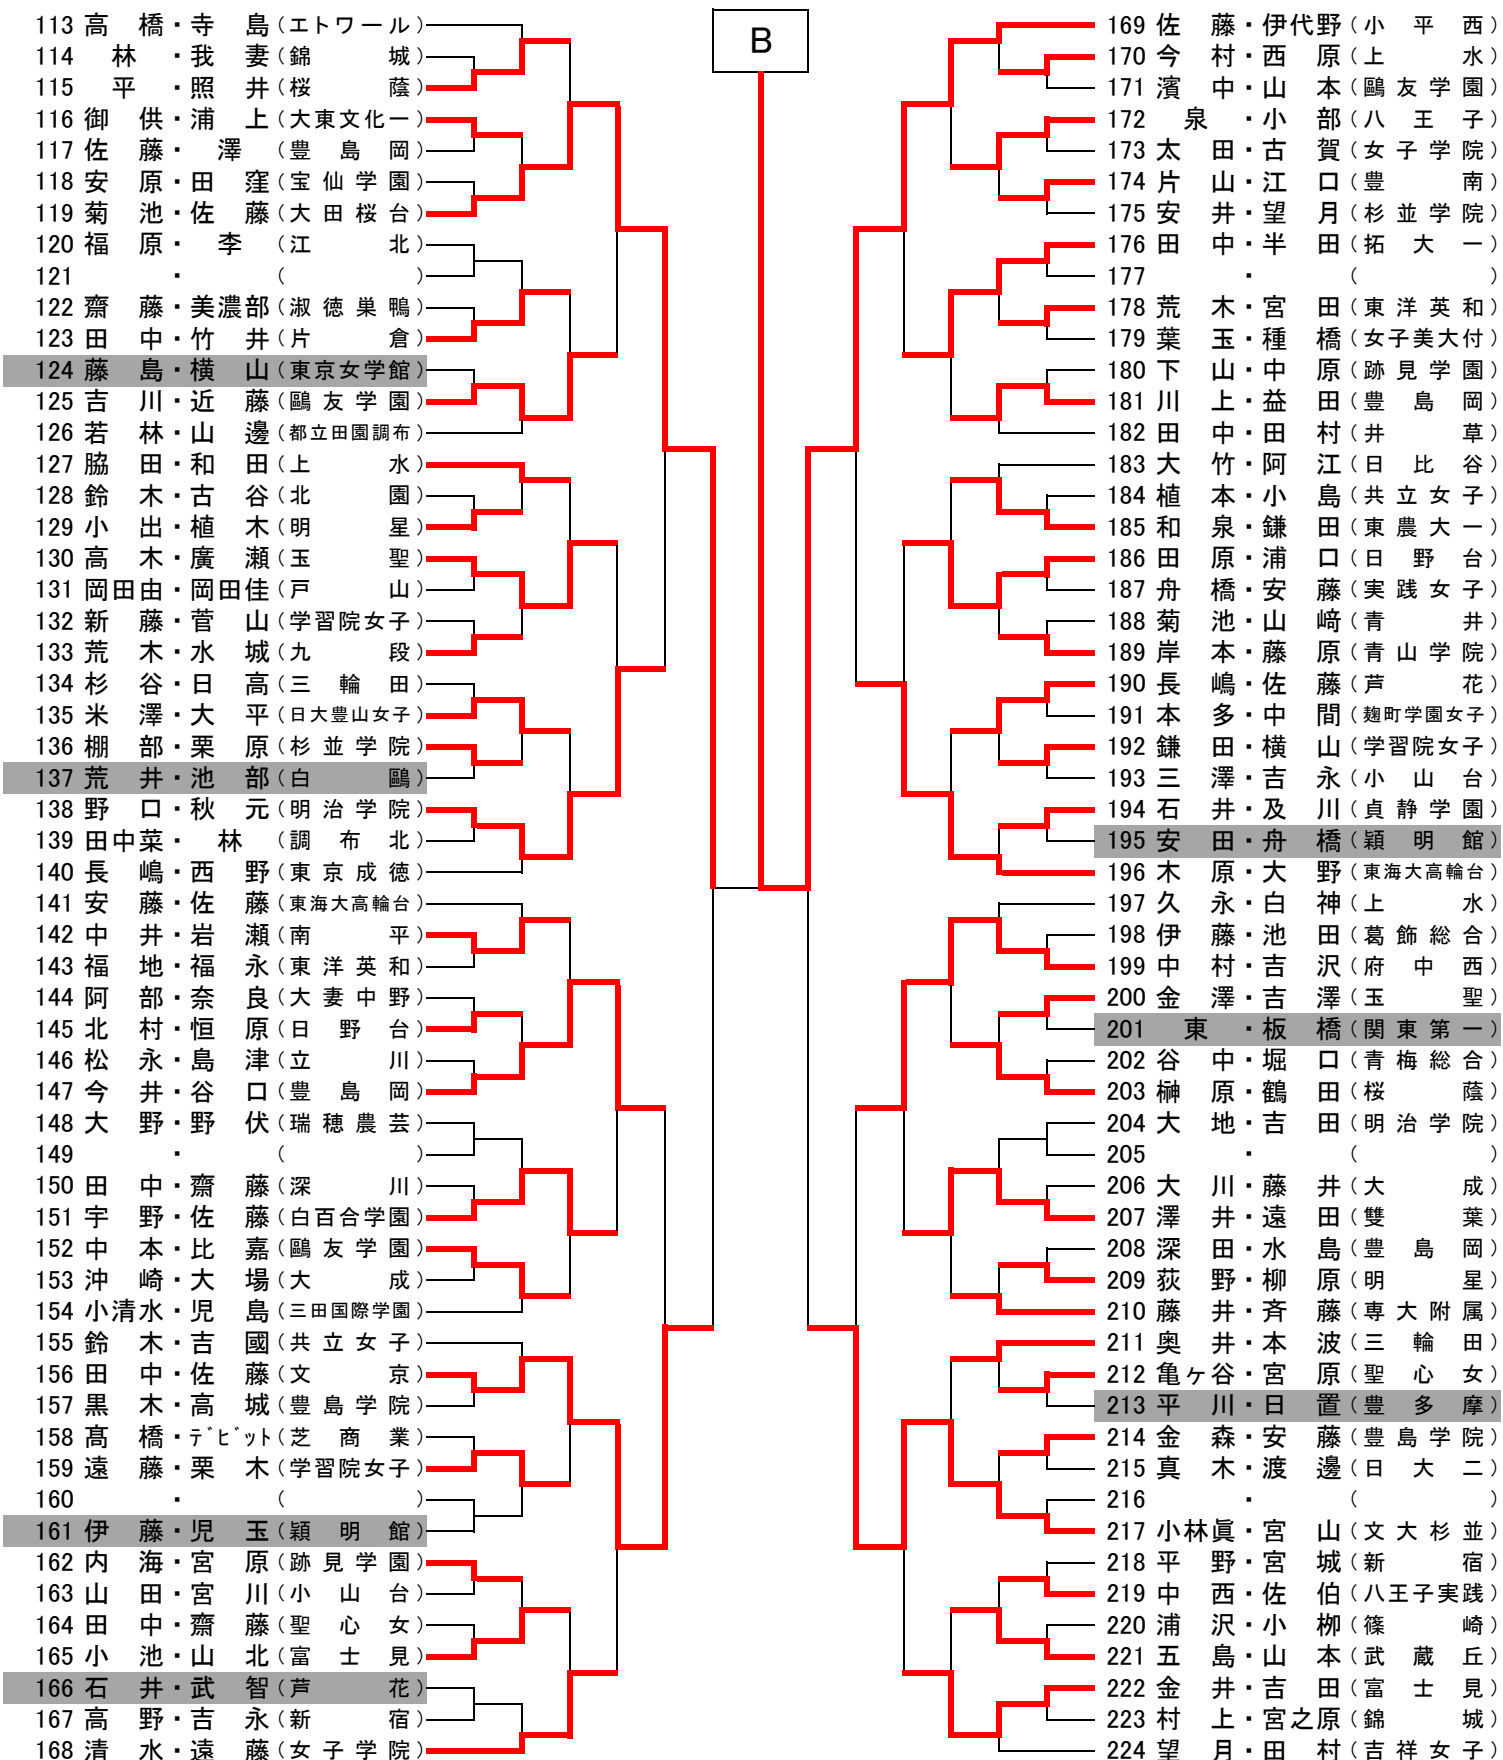 B
113 高橋・寺島(エトワール)
114 林・我妻(錦城)
115 平・照井(桜蔭)
116 御供・浦上(大東文化一)
117 佐藤・澤(豊島岡)
118 安原・田窪(宝仙学園)
119 菊池・佐藤(大田桜台)
120 福原・李(江北)
121 ・( )
122 齋藤・美濃部(淑徳巣鴨)
123 田中・竹井(片倉)
124 藤島・横山(東京女学館)
125 吉川・近藤(鷗友学園)
126 若林・山邊(都立田園調布)
127 脇田・和田(上水)
128 鈴木・古谷(北園)
129 小出・植木(明星)
130 高木・廣瀬(玉聖)
131 岡田由・岡田佳(戸山)
132 新藤・菅山(学習院女子)
133 荒木・水城(九段)
134 杉谷・日高(三輪田)
135 米澤・大平(日大豊山女子)
136 棚部・栗原(杉並学院)
137 荒井・池部(白鷗)
138 野口・秋元(明治学院)
139 田中菜・林(調布北)
140 長嶋・西野(東京成徳)
141 安藤・佐藤(東海大高輪台)
142 中井・岩瀬(南平)
143 福地・福永(東洋英和)
144 阿部・奈良(大妻中野)
145 北村・恒原(日野台)
146 松永・島津(立川)
147 今井・谷口(豊島岡)
148 大野・野伏(瑞穂農芸)
149 ・( )
150 田中・齋藤(深川)
151 宇野・佐藤(白百合学園)
152 中本・比嘉(鷗友学園)
153 沖崎・大場(大成)
154 小清水・児島(三田国際学園)
155 鈴木・吉國(共立女子)
156 田中・佐藤(文京)
157 黒木・高城(豊島学院)
158 髙橋・デビット(芝商業)
159 遠藤・栗木(学習院女子)
160 ・( )
161 伊藤・児玉(穎明館)
162 内海・宮原(跡見学園)
163 山田・宮川(小山台)
164 田中・齋藤(聖心女)
165 小池・山北(富士見)
166 石井・武智(芦花)
167 高野・吉永(新宿)
168 清水・遠藤(女子学院)
169 佐藤・伊代野(小平西)
170 今村・西原(上水)
171 濱中・山本(鷗友学園)
172 泉・小部(八王子)
173 太田・古賀(女子学院)
174 片山・江口(豊南)
175 安井・望月(杉並学院)
176 田中・半田(拓大一)
177 ・( )
178 荒木・宮田(東洋英和)
179 葉玉・種橋(女子美大付)
180 下山・中原(跡見学園)
181 川上・益田(豊島岡)
182 田中・田村(井草)
183 大竹・阿江(日比谷)
184 植本・小島(共立女子)
185 和泉・鎌田(東農大一)
186 田原・浦口(日野台)
187 舟橋・安藤(実践女子)
188 菊池・山﨑(青井)
189 岸本・藤原(青山学院)
190 長嶋・佐藤(芦花)
191 本多・中間(麹町学園女子)
192 鎌田・横山(学習院女子)
193 三澤・吉永(小山台)
194 石井・及川(貞静学園)
195 安田・舟橋(穎明館)
196 木原・大野(東海大高輪台)
197 久永・白神(上水)
198 伊藤・池田(葛飾総合)
199 中村・吉沢(府中西)
200 金澤・吉澤(玉聖)
201 東・板橋(関東第一)
202 谷中・堀口(青梅総合)
203 榊原・鶴田(桜蔭)
204 大地・吉田(明治学院)
205 ・( )
206 大川・藤井(大成)
207 澤井・遠田(雙葉)
208 深田・水島(豊島岡)
209 荻野・柳原(明星)
210 藤井・斉藤(専大附属)
211 奥井・本波(三輪田)
212 亀ヶ谷・宮原(聖心女)
213 平川・日置(豊多摩)
214 金森・安藤(豊島学院)
215 真木・渡邊(日大二)
216 ・( )
217 小林眞・宮山(文大杉並)
218 平野・宮城(新宿)
219 中西・佐伯(八王子実践)
220 浦沢・小栁(篠崎)
221 五島・山本(武蔵丘)
222 金井・吉田(富士見)
223 村上・宮之原(錦城)
224 望月・田村(吉祥女子)